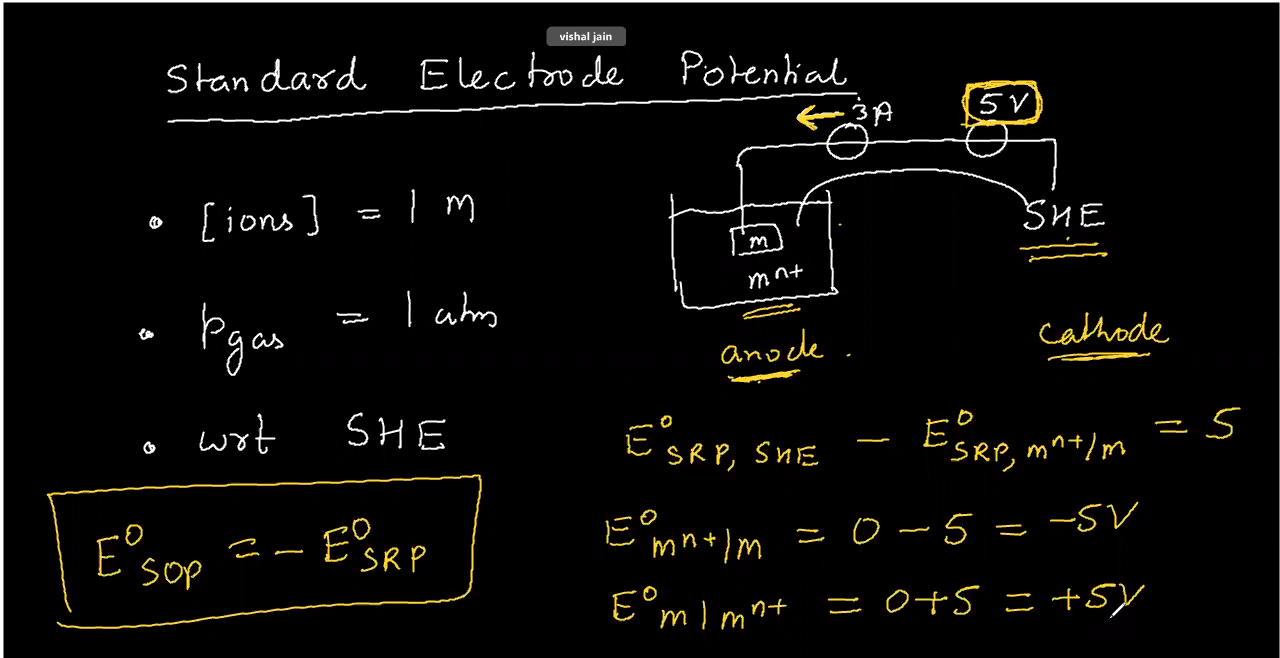 vishal jain
Standard Electrode Potential
3A
5V
• [ions] = 1 M
SHE
m
mⁿ⁺
• Pgas = 1 atm
anode.
cathode
• wrt SHE
E°SRP, SHE − E°SRP, mⁿ⁺/m = 5
E°SOP = − E°SRP
E°mⁿ⁺/m = 0 − 5 = −5V
E°m/mⁿ⁺ = 0 + 5 = +5V